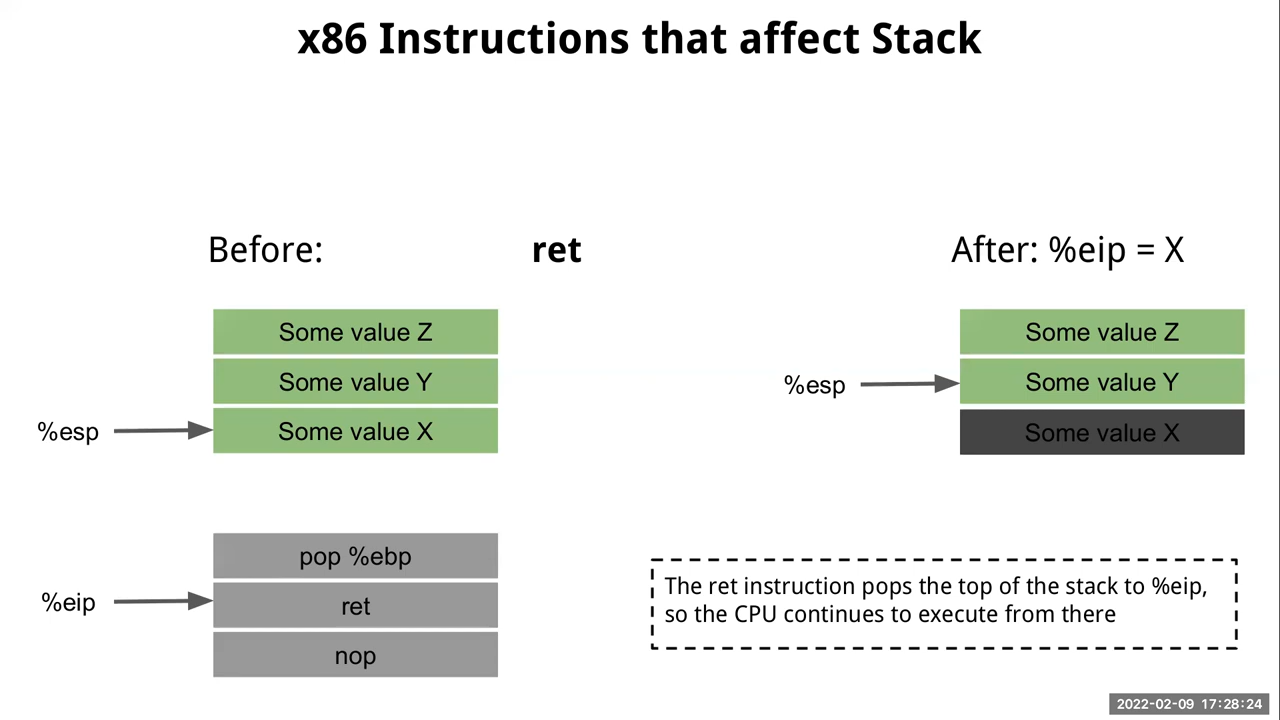 x86 Instructions that affect Stack
Before:
ret
After: %eip = X
Some value Z
Some value Y
%esp
Some value X
Some value Z
%esp
Some value Y
Some value X
pop %ebp
%eip
ret
nop
The ret instruction pops the top of the stack to %eip,
so the CPU continues to execute from there
2022-02-09 17:28:24